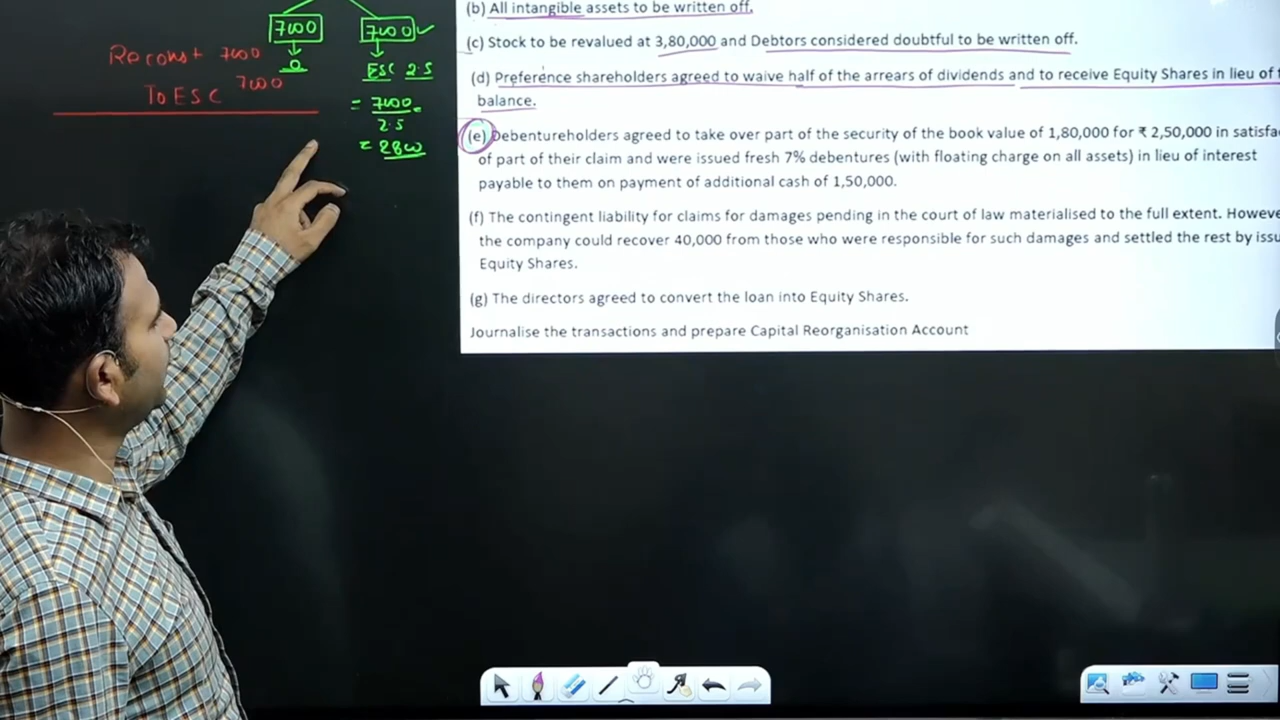 7000 7000
0
ESC 2.5
Reconst 7000
To ESC 7000
= 7000 =
2.5
= 2800
(b) All intangible assets to be written off.
(c) Stock to be revalued at 3,80,000 and Debtors considered doubtful to be written off.
(d) Preference shareholders agreed to waive half of the arrears of dividends and to receive Equity Shares in lieu of
balance.
(e) Debentureholders agreed to take over part of the security of the book value of 1,80,000 for ₹ 2,50,000 in satisfa
of part of their claim and were issued fresh 7% debentures (with floating charge on all assets) in lieu of interest
payable to them on payment of additional cash of 1,50,000.
(f) The contingent liability for claims for damages pending in the court of law materialised to the full extent. Howeve
the company could recover 40,000 from those who were responsible for such damages and settled the rest by issu
Equity Shares.
(g) The directors agreed to convert the loan into Equity Shares.
Journalise the transactions and prepare Capital Reorganisation Account